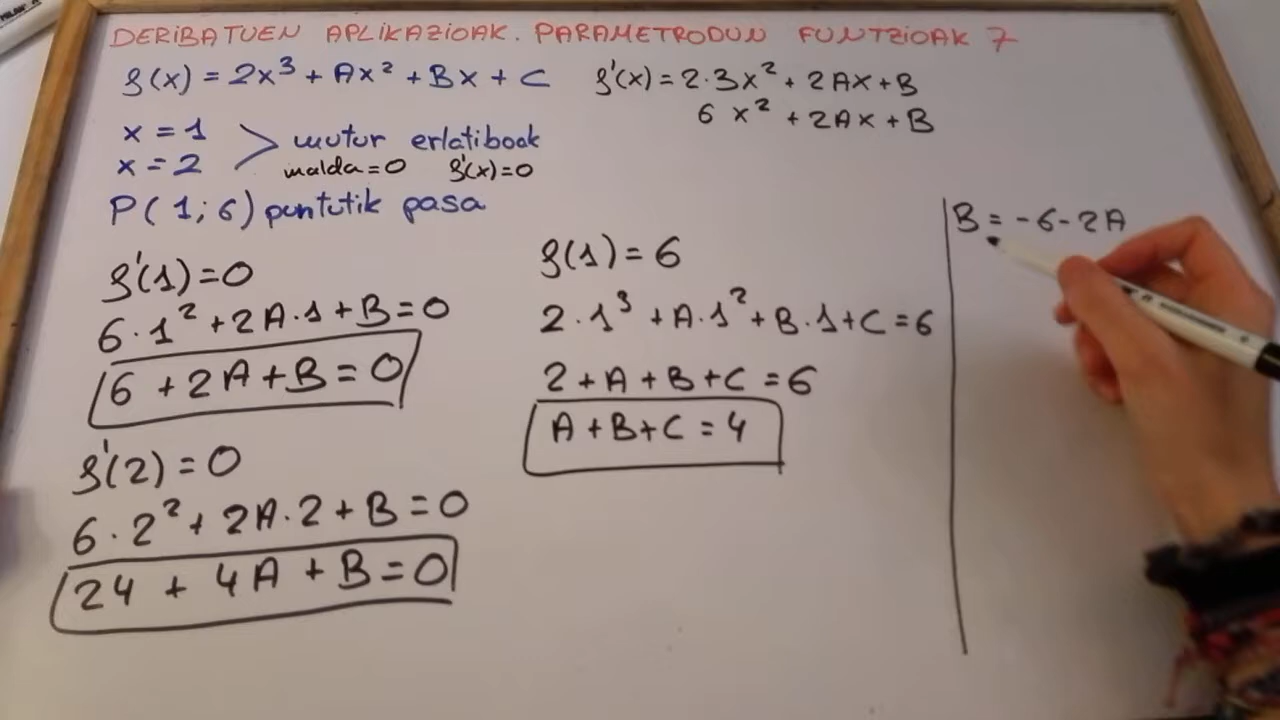 DERIBATUEN APLIKAZIOAK. PARAMETRODUN FUNTZIOAK 7
f(x) = 2x³ + Ax² + Bx + C
f'(x) = 2·3x² + 2Ax + B
6x² + 2Ax + B
x = 1
x = 2
mutur erlatiboak
malda = 0 f'(x) = 0
P(1;6) puntutik pasa
f'(1) = 0
6·1² + 2A·1 + B = 0
6 + 2A + B = 0
f'(2) = 0
6·2² + 2A·2 + B = 0
24 + 4A + B = 0
f(1) = 6
2·1³ + A·1² + B·1 + C = 6
2 + A + B + C = 6
A + B + C = 4
B = -6 - 2A